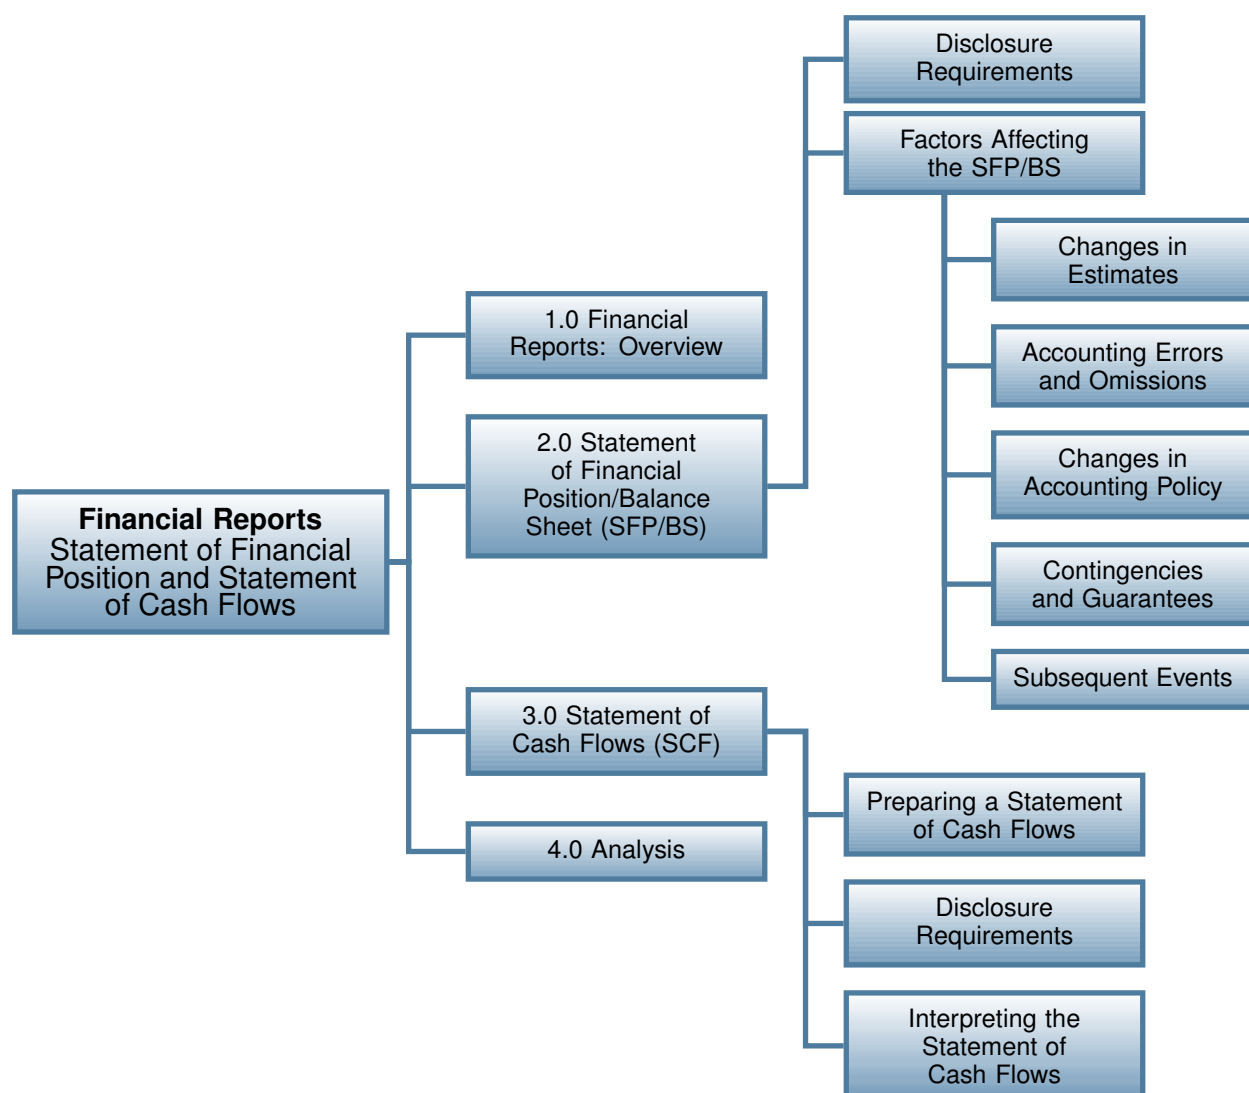 Disclosure
Requirements
Factors Affecting
the SFP/BS
Changes in
Estimates
1.0 Financial
Reports: Overview
Accounting Errors
and Omissions
2.0 Statement
of Financial
Position/Balance
Sheet (SFP/BS)
Changes in
Accounting Policy
Financial Reports
Statement of Financial
Position and Statement
of Cash Flows
Contingencies
and Guarantees
Subsequent Events
3.0 Statement of
Cash Flows (SCF)
Preparing a Statement
of Cash Flows
4.0 Analysis
Disclosure
Requirements
Interpreting the
Statement of
Cash Flows